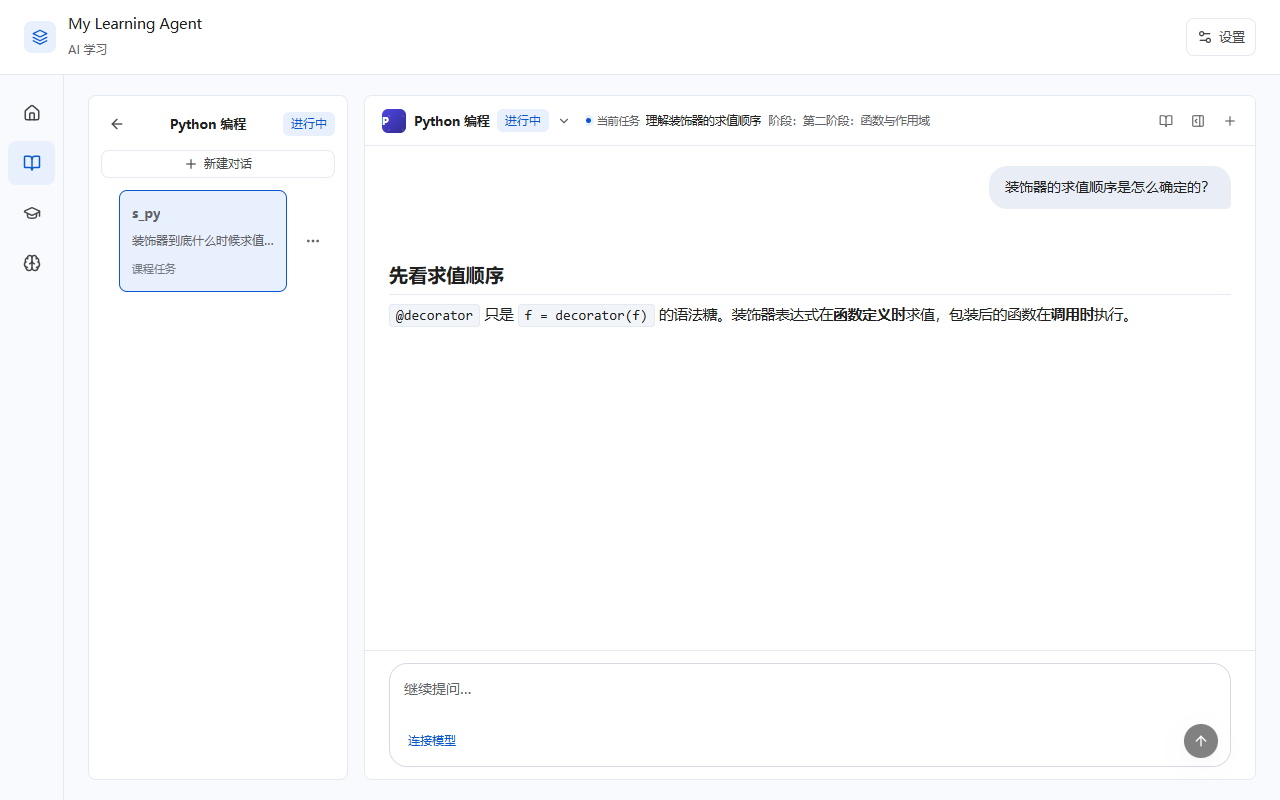 My Learning Agent
AI 学习
设置
Python 编程
进行中
新建对话
s_py
装饰器到底什么时候求值...
课程任务
P
Python 编程
进行中
当前任务 理解装饰器的求值顺序 阶段：第二阶段：函数与作用域
装饰器的求值顺序是怎么确定的？
先看求值顺序
@decorator 只是 f = decorator(f) 的语法糖。装饰器表达式在函数定义时求值，包装后的函数在调用时执行。
继续提问...
连接模型